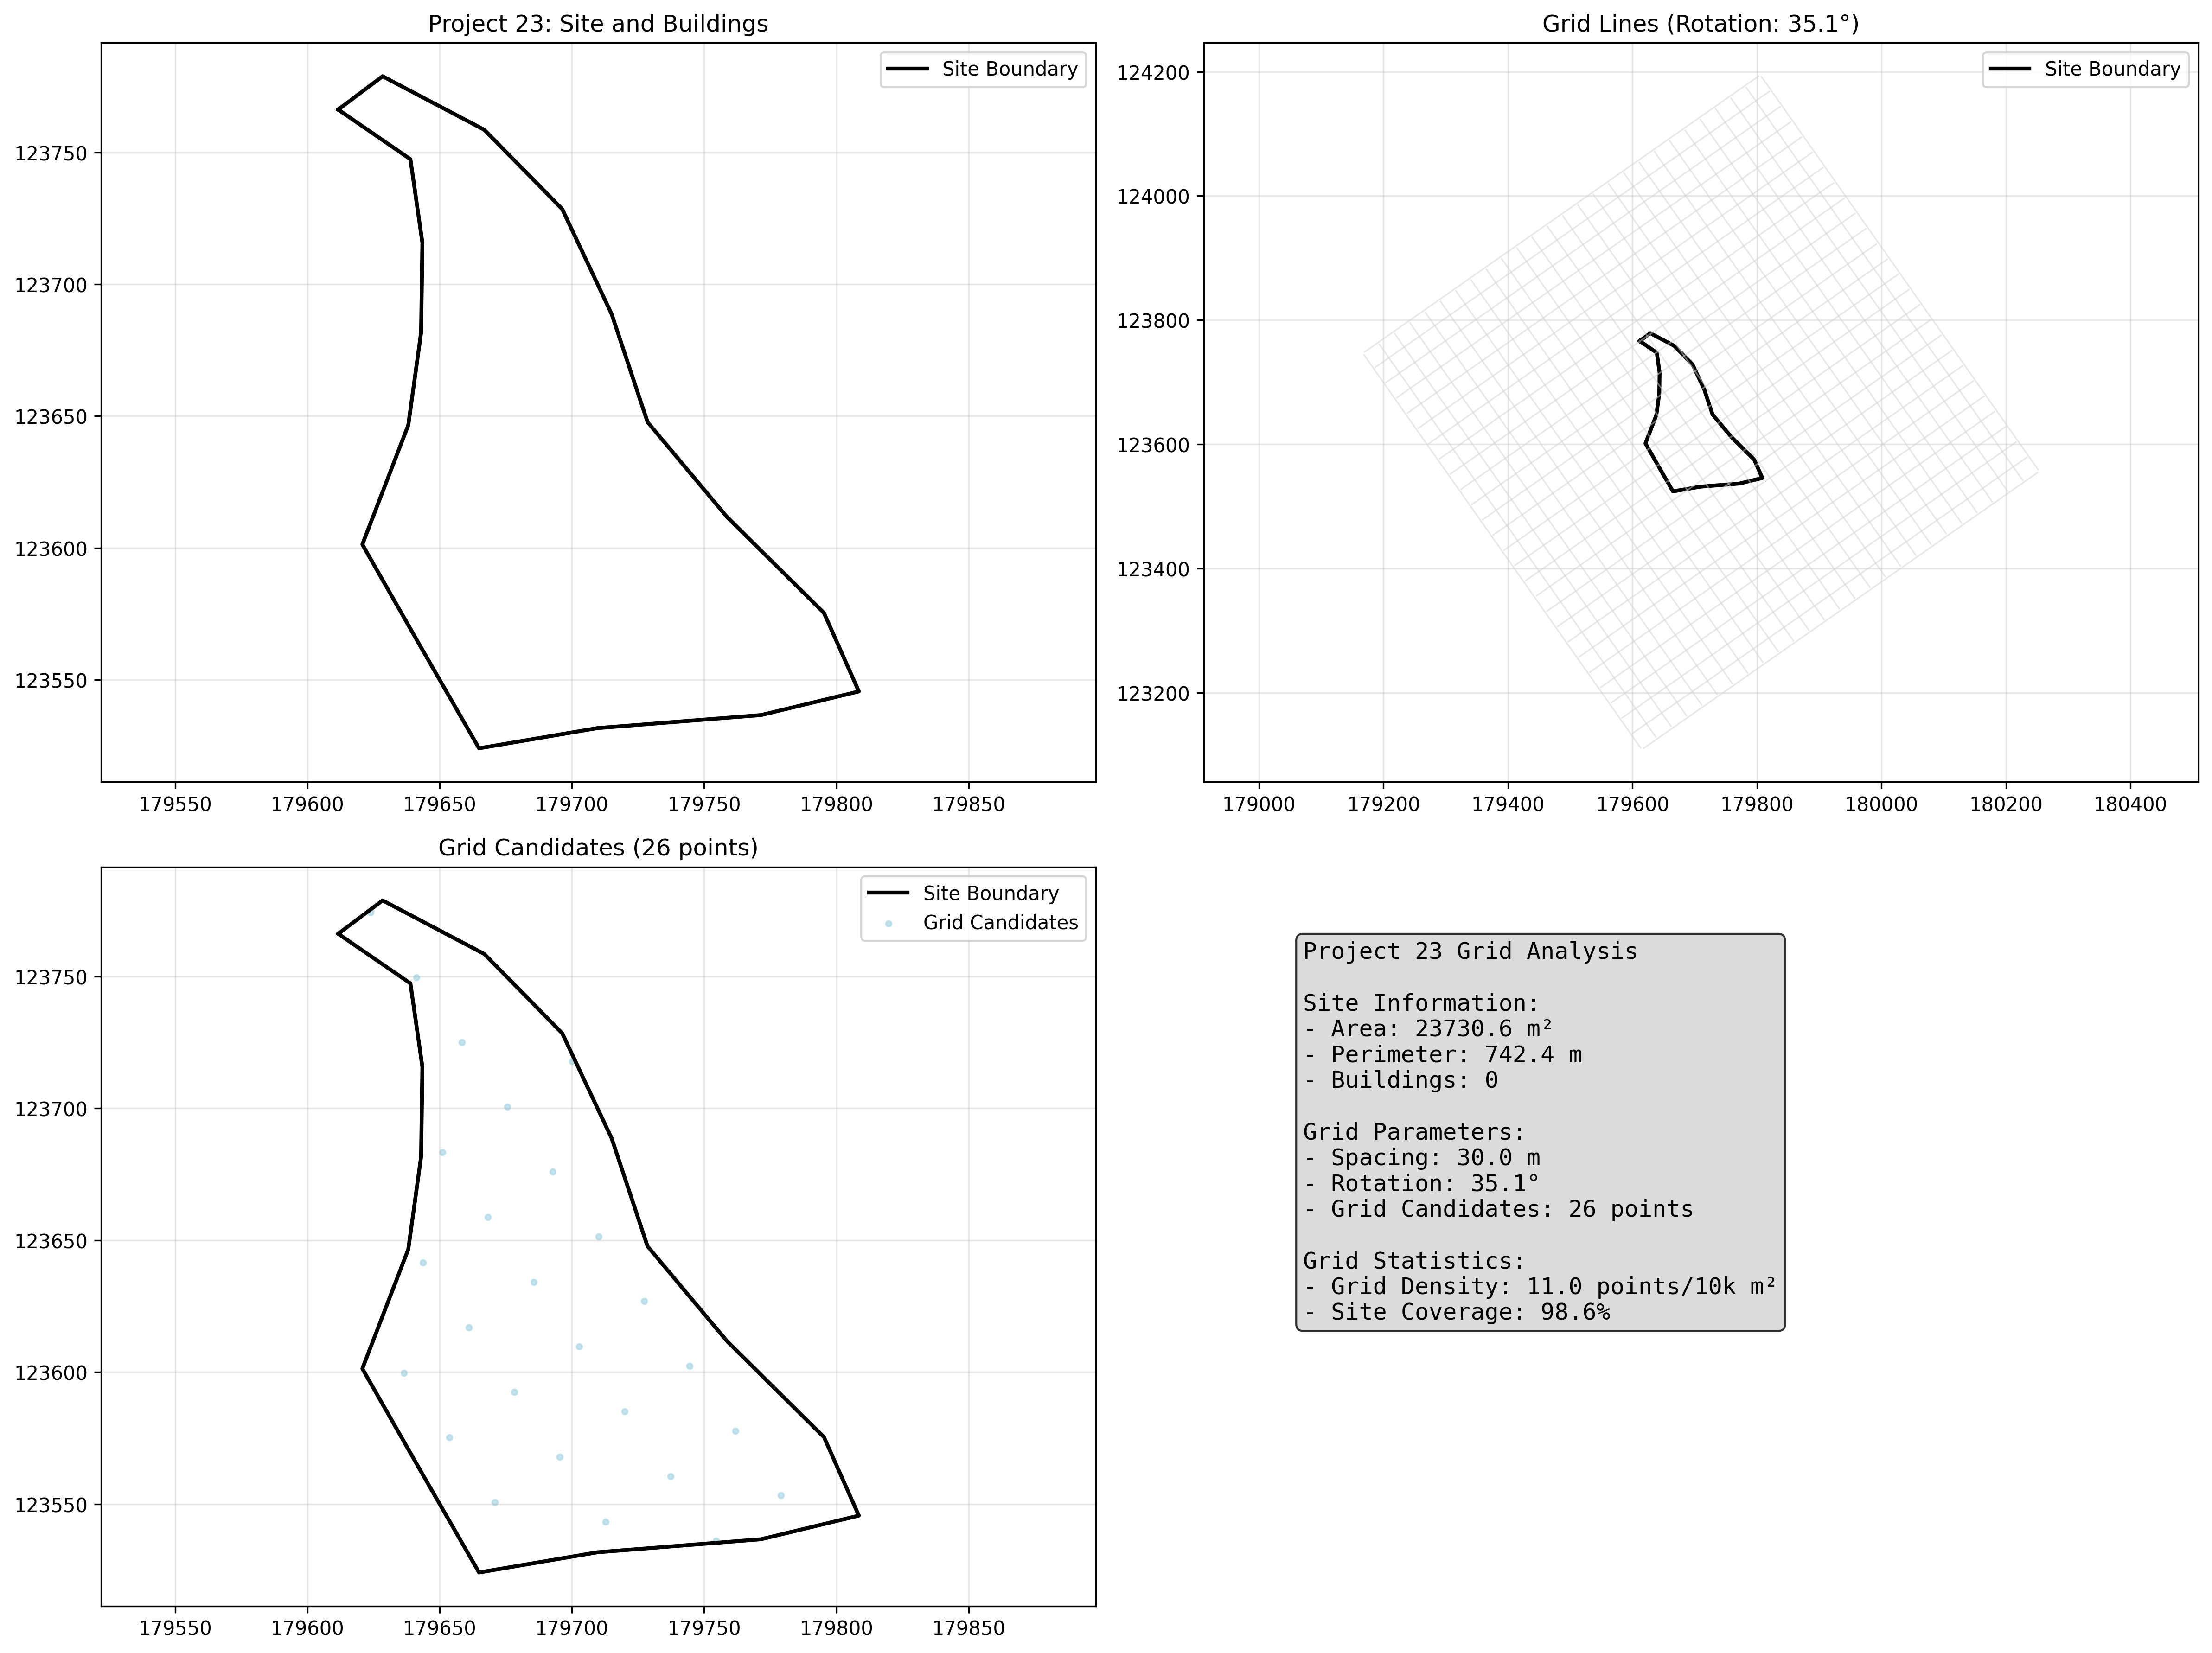 Project 23: Site and Buildings
Site Boundary
123750
123700
123650
123600
123550
179550 179600 179650 179700 179750 179800 179850
Grid Lines (Rotation: 35.1°)
Site Boundary
124200
124000
123800
123600
123400
123200
179000 179200 179400 179600 179800 180000 180200 180400
Grid Candidates (26 points)
Site Boundary
Grid Candidates
123750
123700
123650
123600
123550
179550 179600 179650 179700 179750 179800 179850
Project 23 Grid Analysis
Site Information:
- Area: 23730.6 m²
- Perimeter: 742.4 m
- Buildings: 0
Grid Parameters:
- Spacing: 30.0 m
- Rotation: 35.1°
- Grid Candidates: 26 points
Grid Statistics:
- Grid Density: 11.0 points/10k m²
- Site Coverage: 98.6%